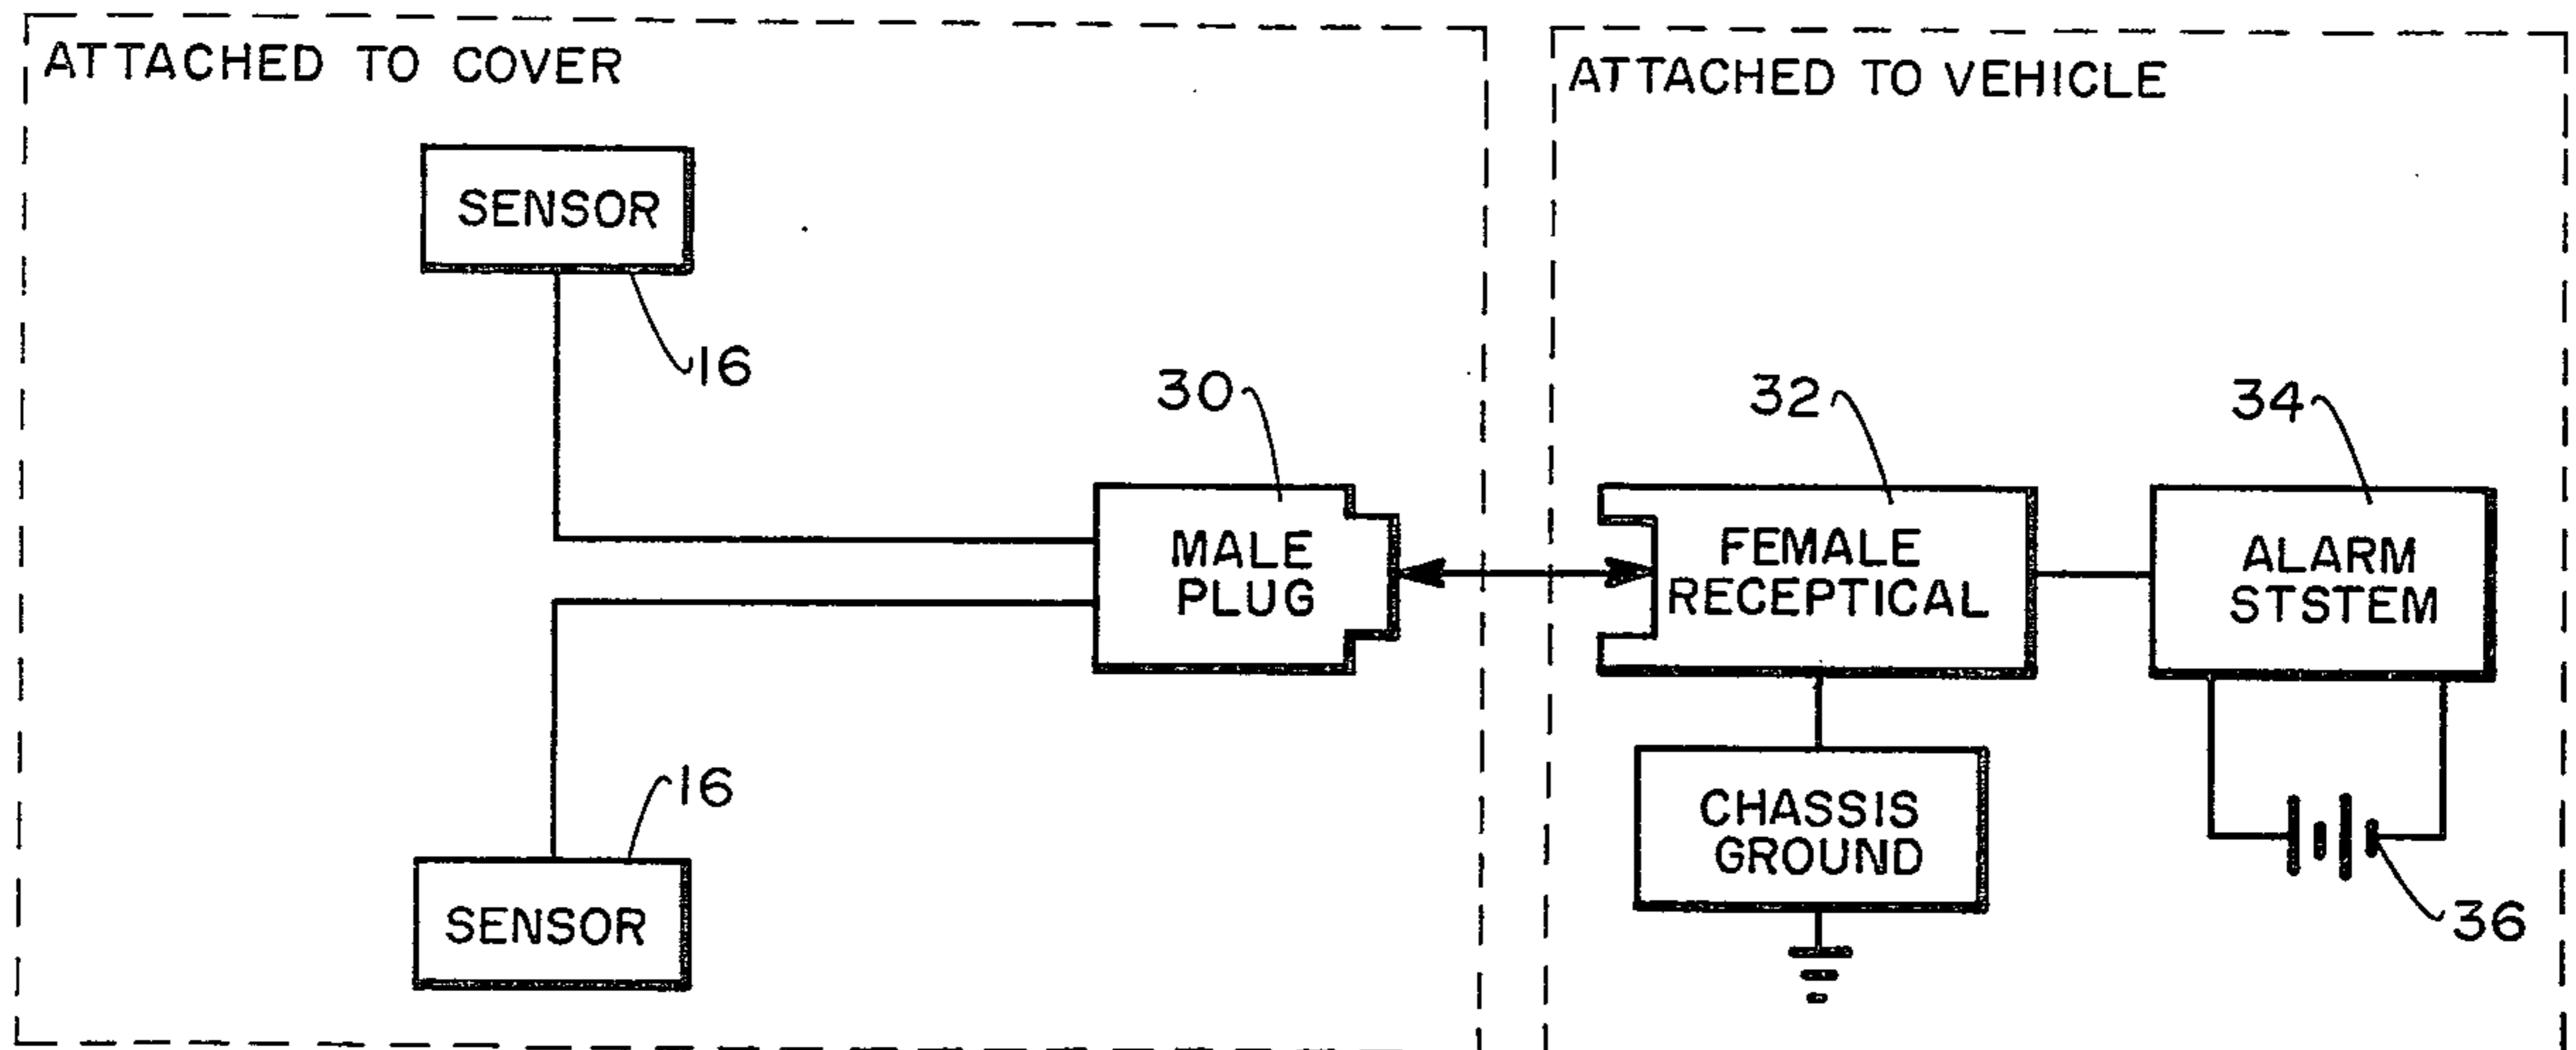 ATTACHED TO COVER
SENSOR
16
30
MALE
PLUG
16
SENSOR
ATTACHED TO VEHICLE
32
FEMALE
RECEPTICAL
34
ALARM
STSTEM
CHASSIS
GROUND
36